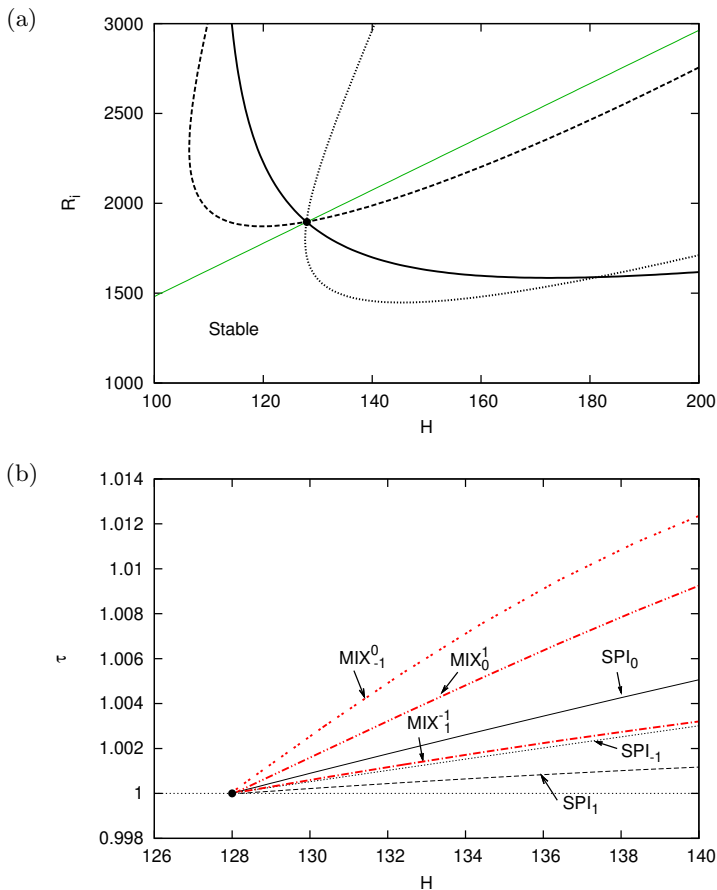 (a)
3000
2500
2000
1500
1000
R_i
Stable
100 120 140 160 180 200
H
(b)
1.014
1.012
1.01
1.008
1.006
1.004
1.002
1
0.998
τ
MIX^0_{-1}
MIX^1_0
SPI_0
MIX^{-1}_1
SPI_{-1}
SPI_1
126 128 130 132 134 136 138 140
H